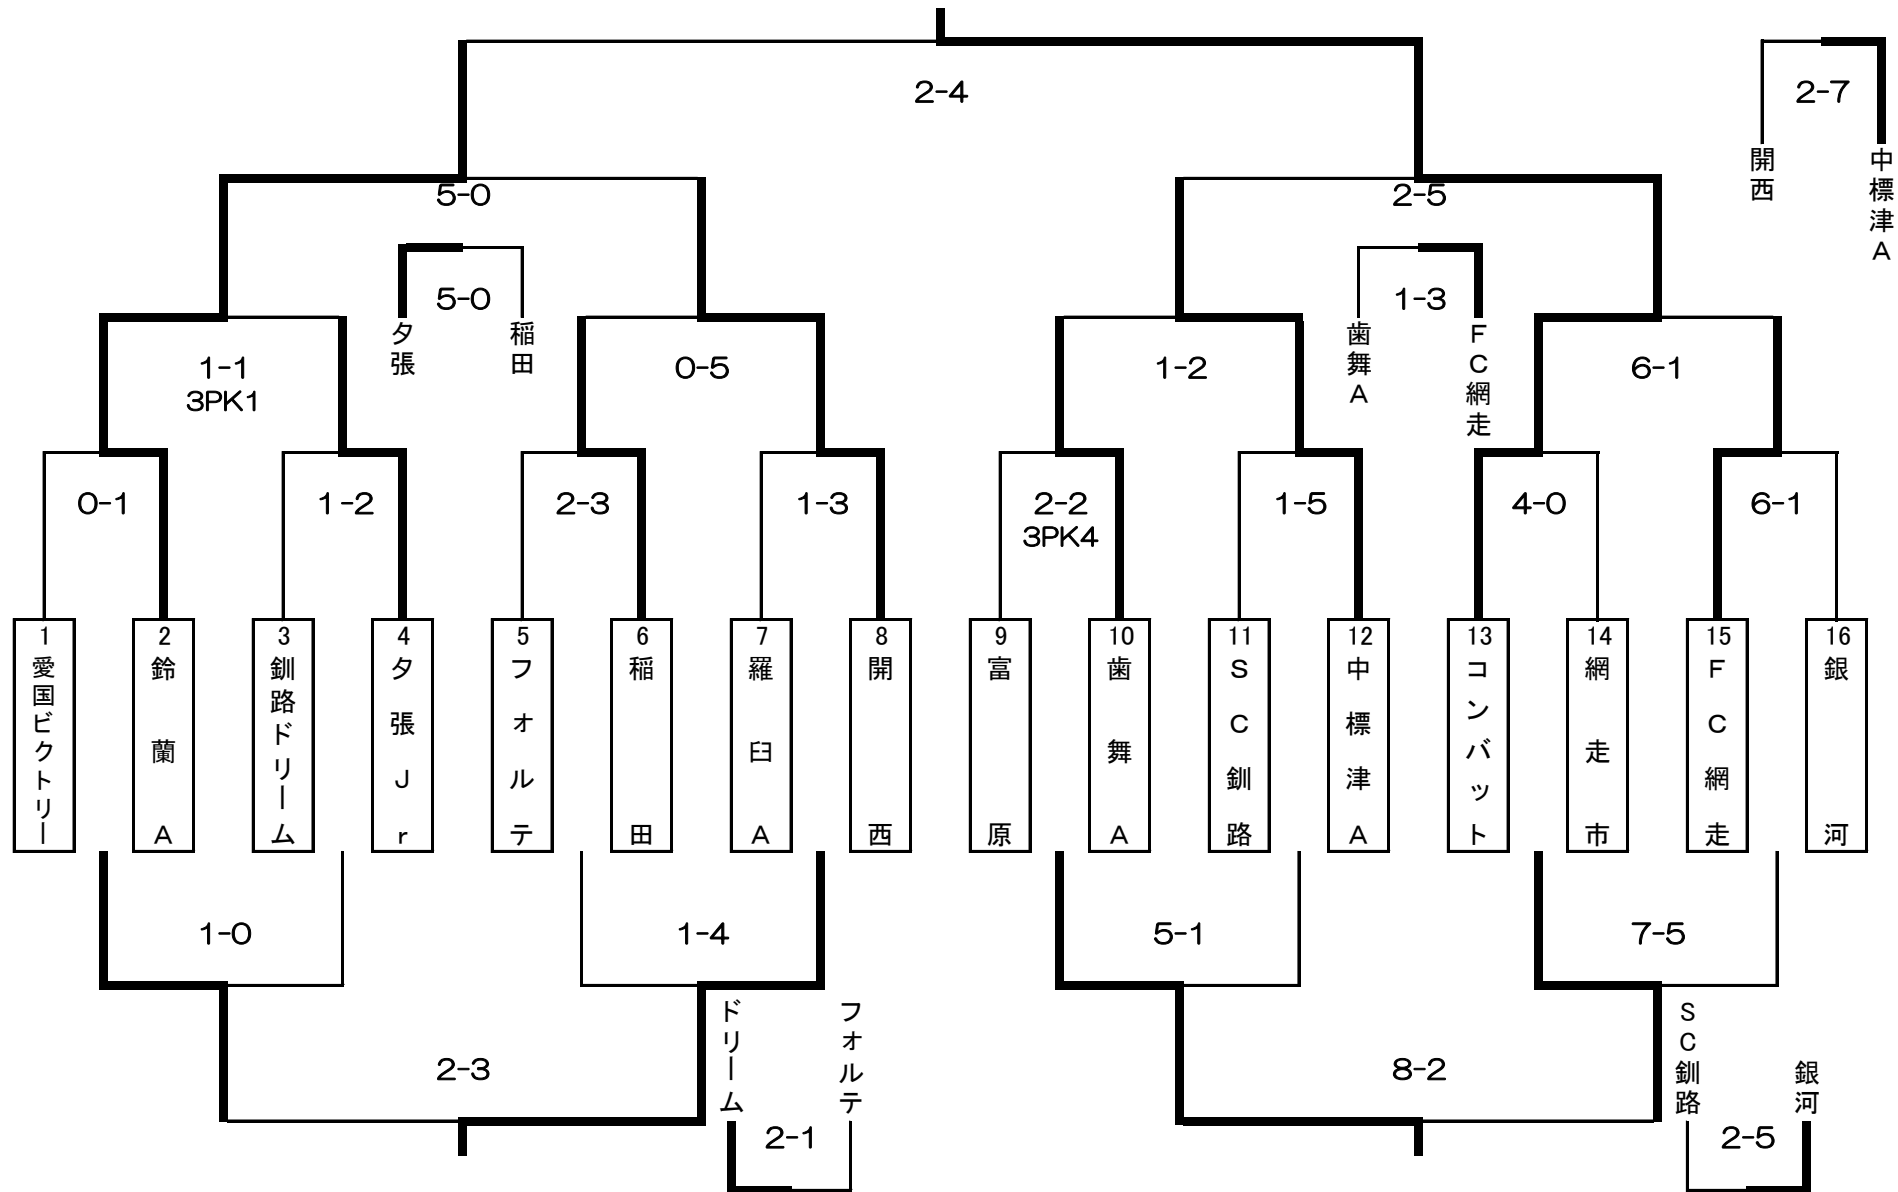 2-4
2-7
開西
中標津A
5-0
2-5
5-0
夕張
稲田
1-3
歯舞A
FC網走
1-1
3PK1
0-5
1-2
6-1
0-1
1-2
2-3
1-3
2-2
3PK4
1-5
4-0
6-1
1 愛国ビクトリー
2 鈴蘭A
3 釧路ドリーム
4 夕張Jr
5 フォルテ
6 稲田
7 羅臼A
8 開西
9 富原
10 歯舞A
11 SC釧路
12 中標津A
13 コンバット
14 網走市
15 FC網走
16 銀河
1-0
1-4
5-1
7-5
2-3
ドリーム
フォルテ
2-1
8-2
SC釧路
銀河
2-5